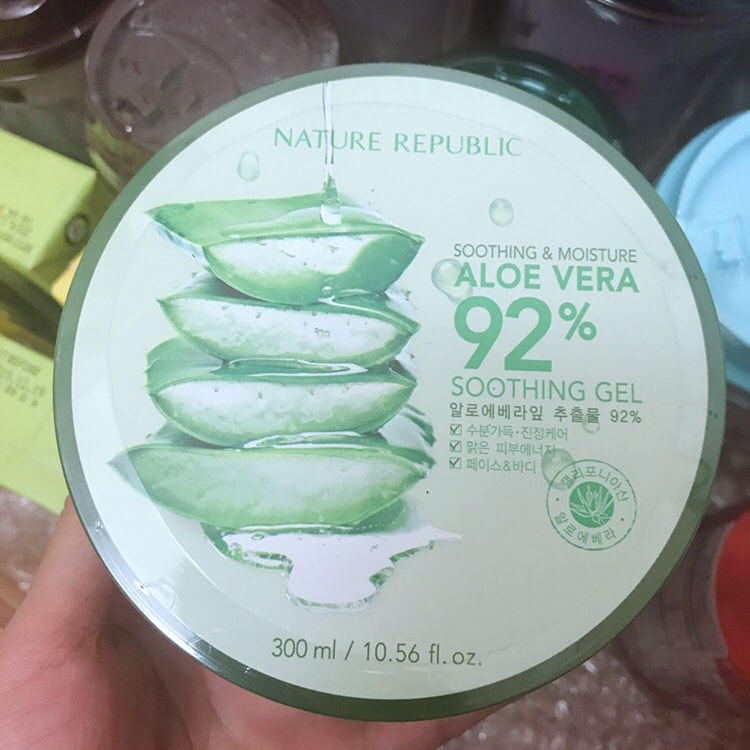 NATURE REPUBLIC
SOOTHING & MOISTURE
ALOE VERA
92%
SOOTHING GEL
알로에베라잎 추출물 92%
수분가득·진정케어
맑은 피부에너지
페이스&바디
캘리포니아산
알로에베라
300 ml / 10.56 fl. oz.